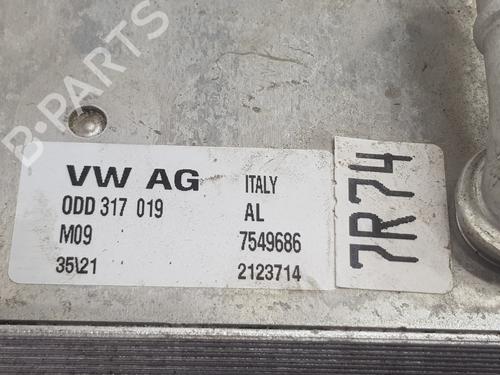 B-PARTS
VW AG ITALY
0DD 317 019 AL
M09 7549686
35\21 2123714
7R74